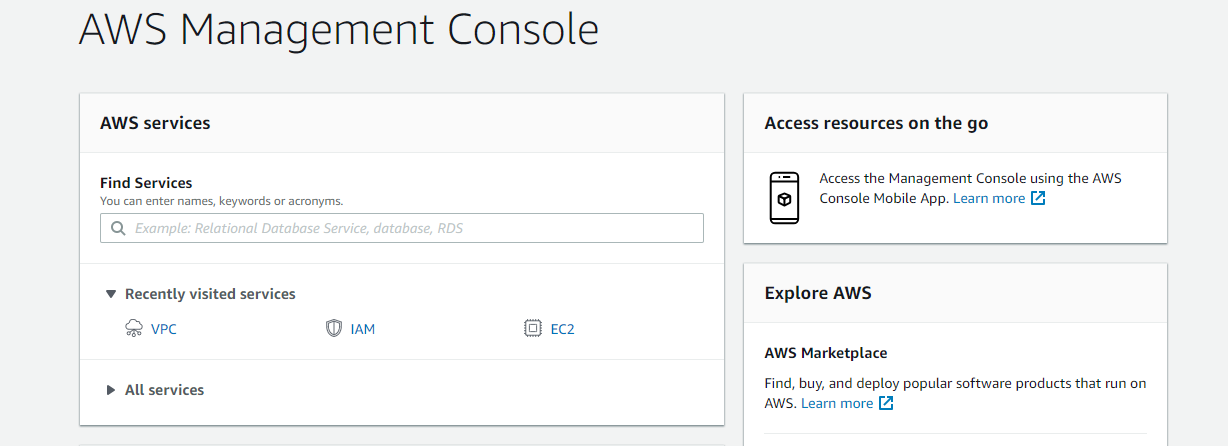 AWS Management Console
AWS services
Find Services
You can enter names, keywords or acronyms.
Example: Relational Database Service, database, RDS
Recently visited services
VPC
IAM
EC2
All services
Access resources on the go
Access the Management Console using the AWS
Console Mobile App. Learn more
Explore AWS
AWS Marketplace
Find, buy, and deploy popular software products that run on
AWS. Learn more